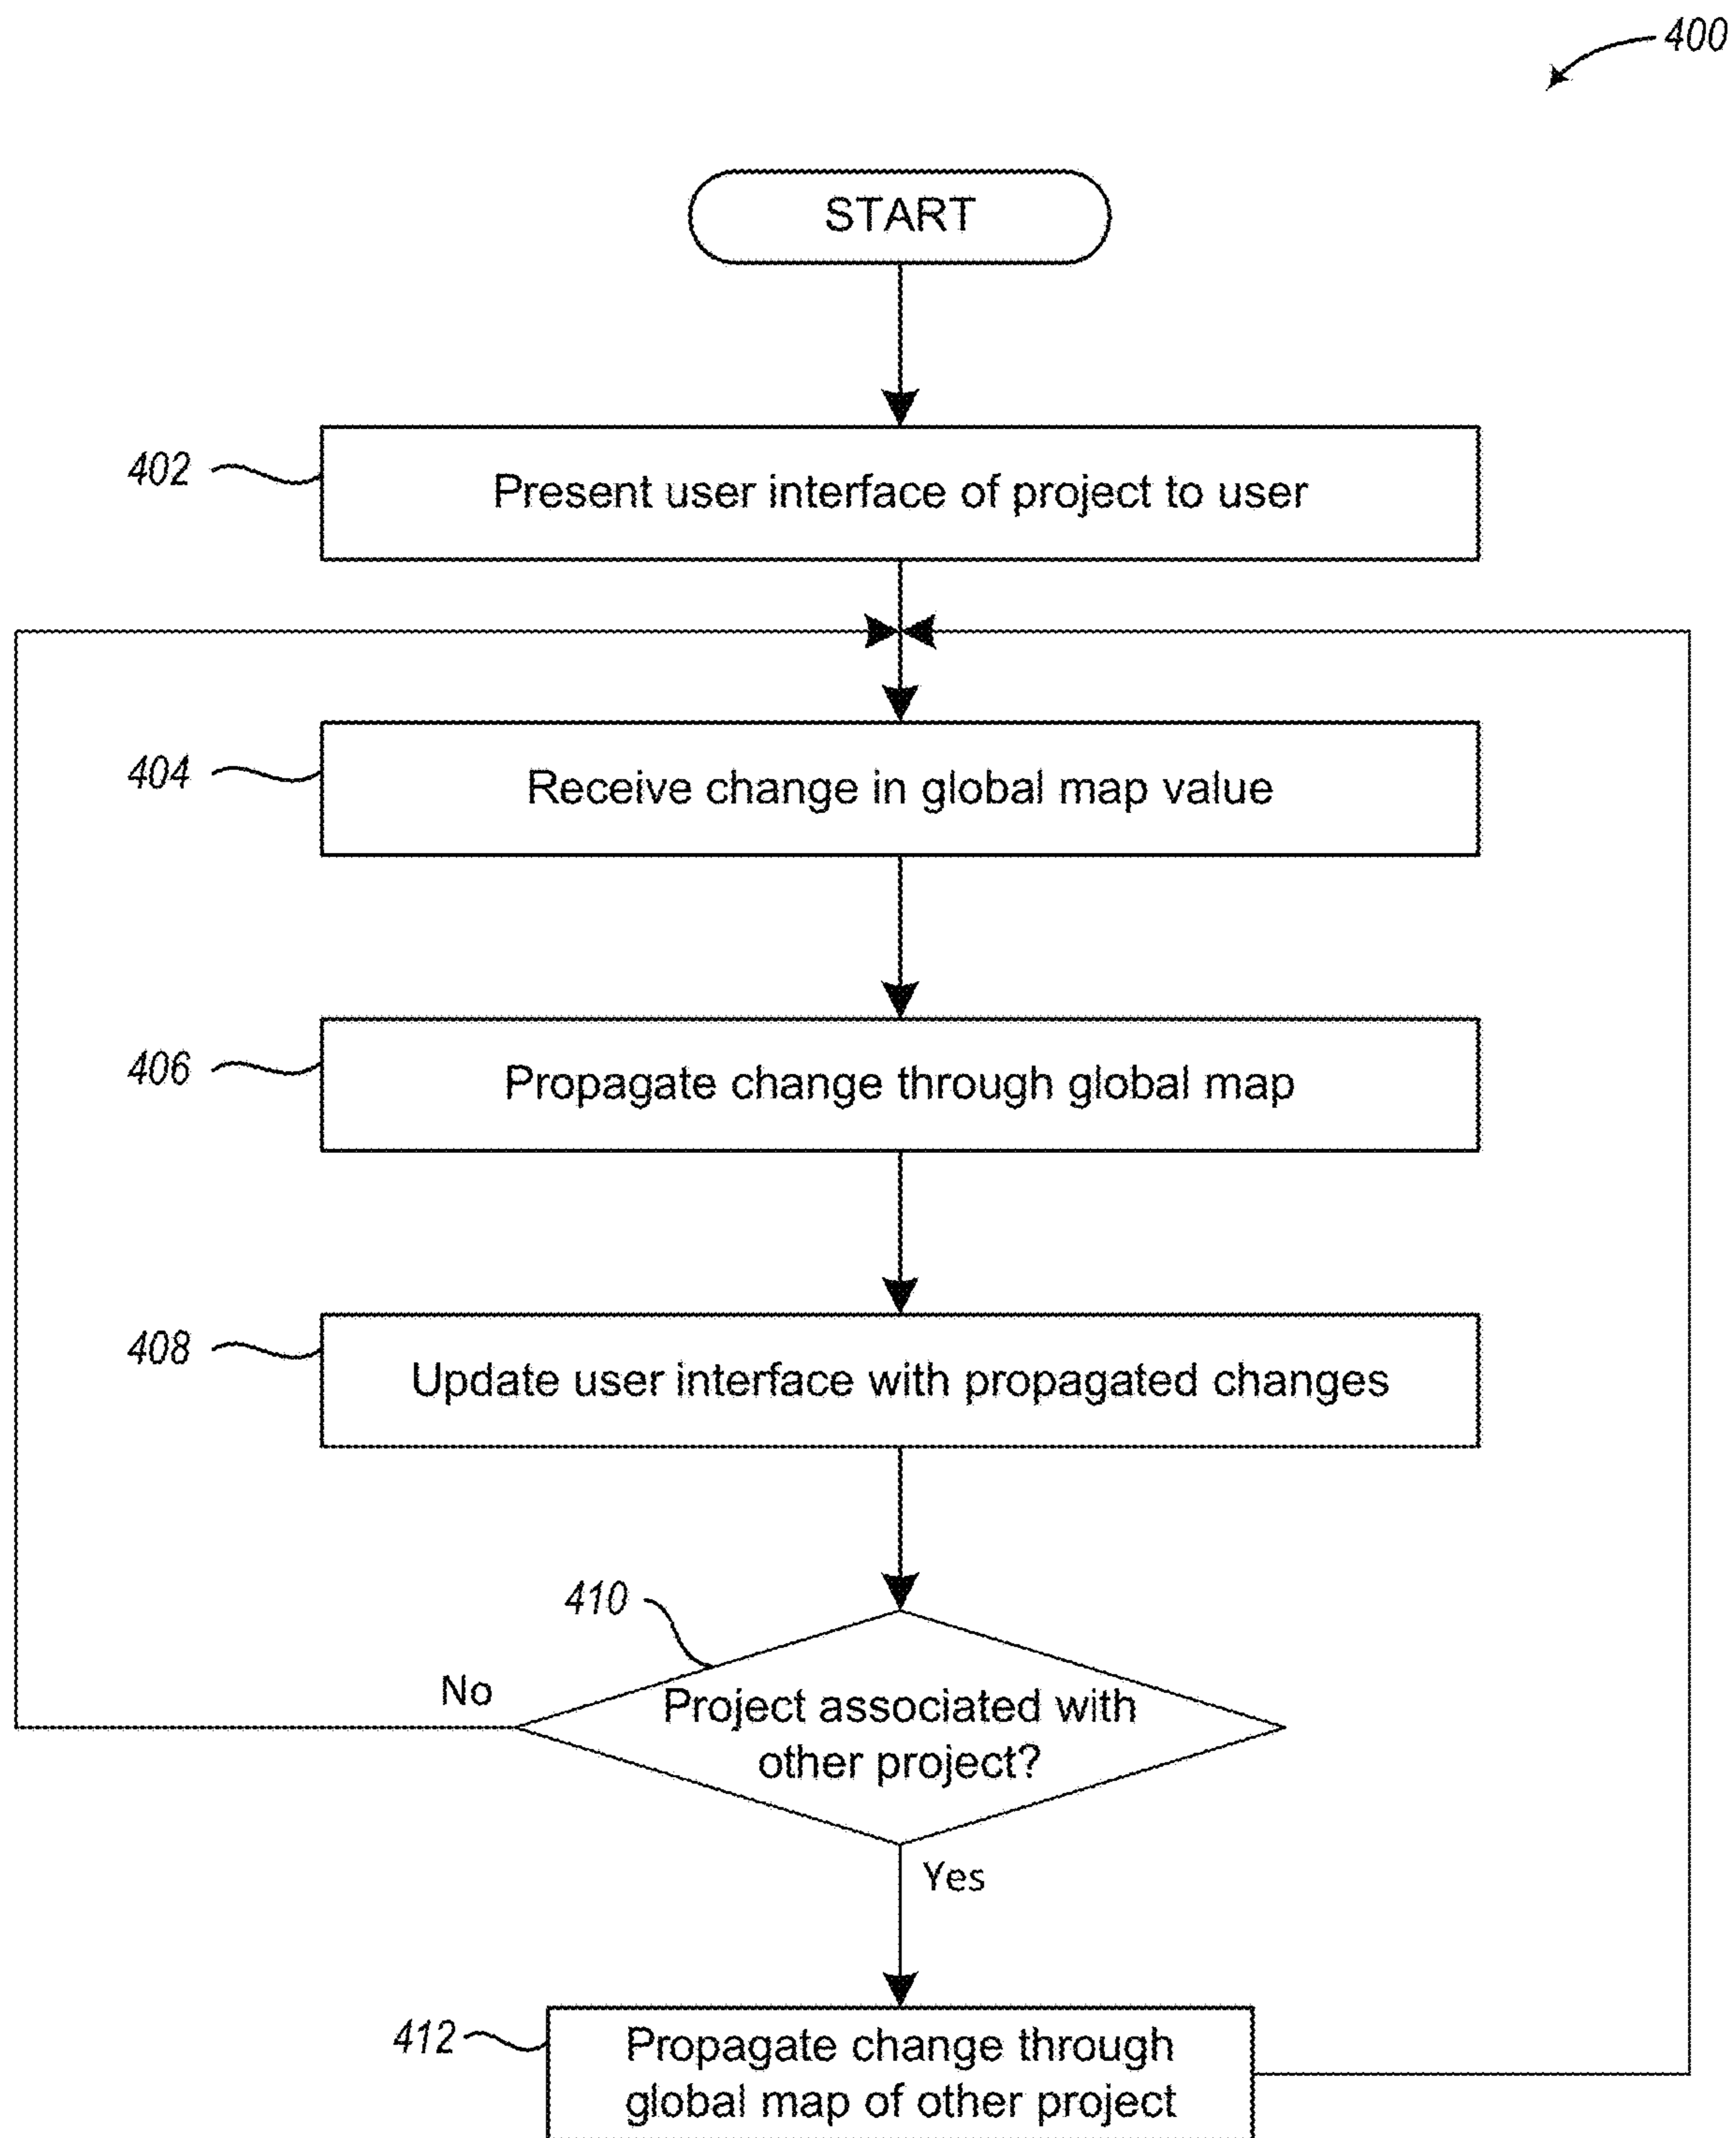 400
START
402
Present user interface of project to user
404
Receive change in global map value
406
Propagate change through global map
408
Update user interface with propagated changes
410
No
Project associated with
other project?
Yes
412
Propagate change through
global map of other project